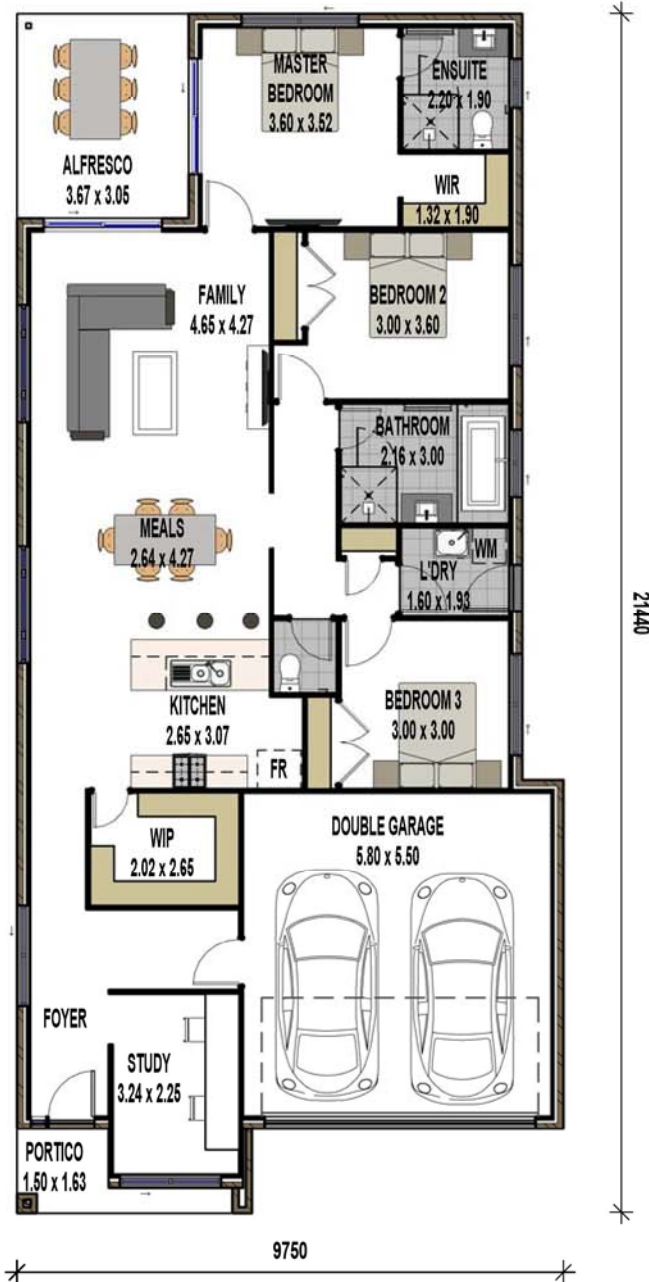 MASTER
BEDROOM
3.60 x 3.52
ENSUITE
2.20 x 1.90
ALFRESCO
3.67 x 3.05
WIR
1.32 x 1.90
FAMILY
4.65 x 4.27
BEDROOM 2
3.00 x 3.60
BATHROOM
2.16 x 3.00
MEALS
2.64 x 4.27
WM
L'DRY
1.60 x 1.93
21440
KITCHEN
2.65 x 3.07
BEDROOM 3
3.00 x 3.00
FR
WIP
2.02 x 2.65
DOUBLE GARAGE
5.80 x 5.50
FOYER
STUDY
3.24 x 2.25
PORTICO
1.50 x 1.63
9750